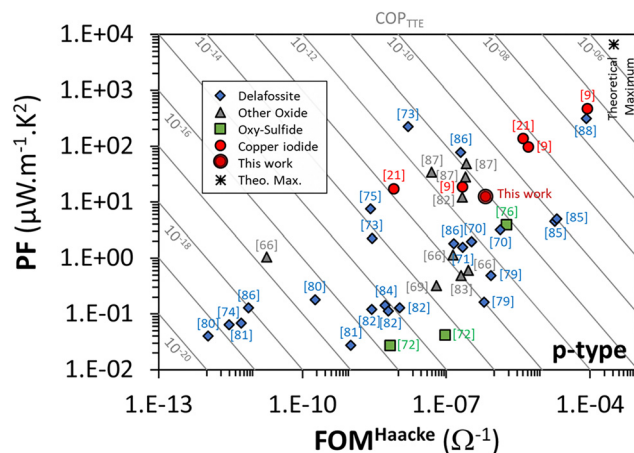 COP_TTE
10-14
10-12
10-10
10-08
10-06
10-16
10-18
10-20
1.E+04
1.E+03
1.E+02
1.E+01
1.E+00
1.E-01
1.E-02
PF (µW.m-1.K2)
Delafossite
Other Oxide
Oxy-Sulfide
Copper iodide
This work
Theo. Max.
Theoretical
Maximum
[9]
[88]
[73]
[21]
[9]
[86]
[87]
[87]
[87]
[21]
[9]
[82]
This work
[75]
[76]
[85]
[85]
[73]
[86]
[70]
[70]
[71]
[66]
[66]
[66]
[79]
[83]
[69]
[79]
[80]
[84]
[82]
[86]
[82]
[82]
[74]
[80]
[81]
[81]
[72]
[72]
p-type
1.E-13
1.E-10
1.E-07
1.E-04
FOMHaacke (Ω-1)